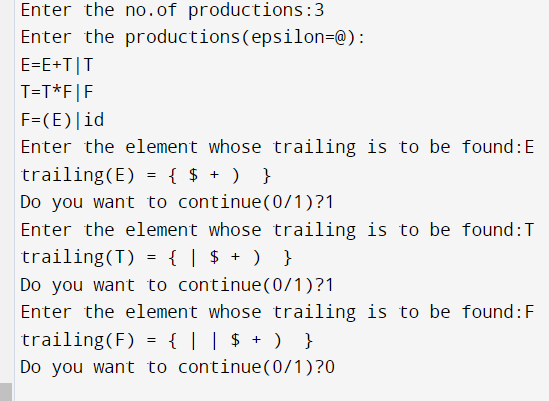 Enter the no.of productions:3
Enter the productions(epsilon=@):
E=E+T|T
T=T*F|F
F=(E)|id
Enter the element whose trailing is to be found:E
trailing(E) = { $ + )  }
Do you want to continue(0/1)?1
Enter the element whose trailing is to be found:T
trailing(T) = { | $ + )  }
Do you want to continue(0/1)?1
Enter the element whose trailing is to be found:F
trailing(F) = { | | $ + )  }
Do you want to continue(0/1)?0